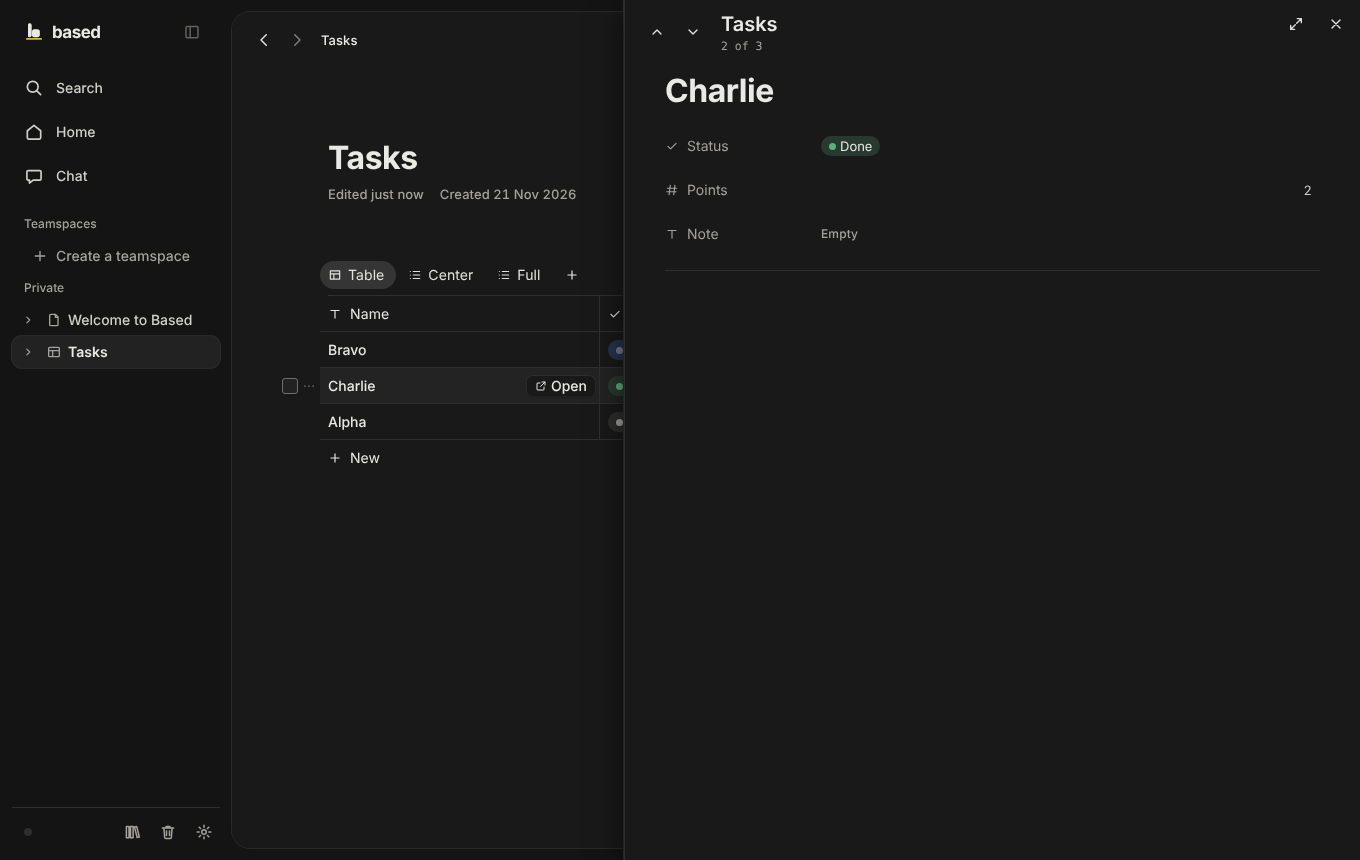 based
Search
Home
Chat
Teamspaces
Create a teamspace
Private
Welcome to Based
Tasks
Tasks
Tasks
Edited just now Created 21 Nov 2026
Table Center Full
Name
Bravo
Charlie Open
Alpha
New
Tasks
2 of 3
Charlie
Status Done
Points 2
Note Empty